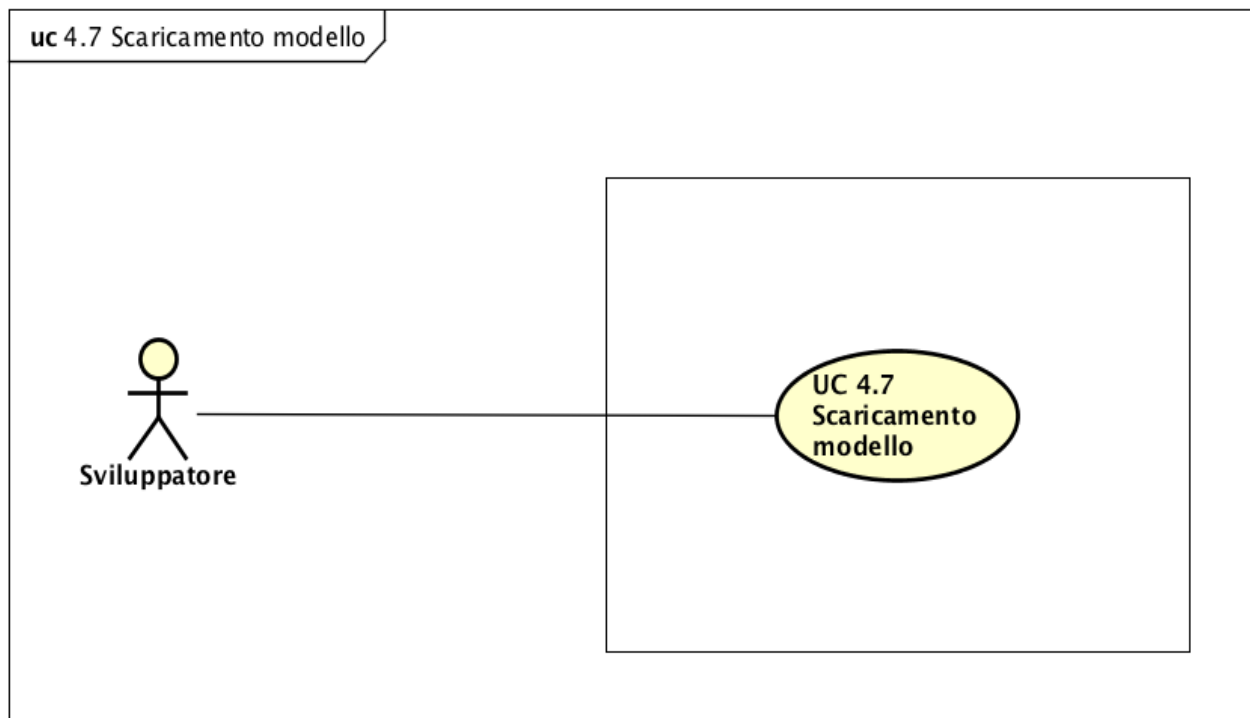 uc 4.7 Scaricamento modello
UC 4.7
Scaricamento
modello
Sviluppatore